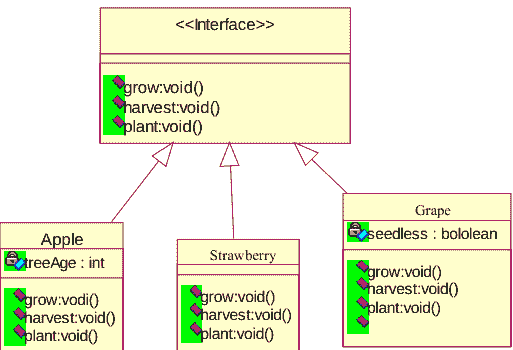 <<Interface>>
grow:void()
harvest:void()
plant:void()
Apple
treeAge : int
grow:vodi()
harvest:void()
plant:void()
Strawberry
grow:void()
harvest:void()
plant:void()
Grape
seedless : bololean
grow:void()
harvest:void()
plant:void()